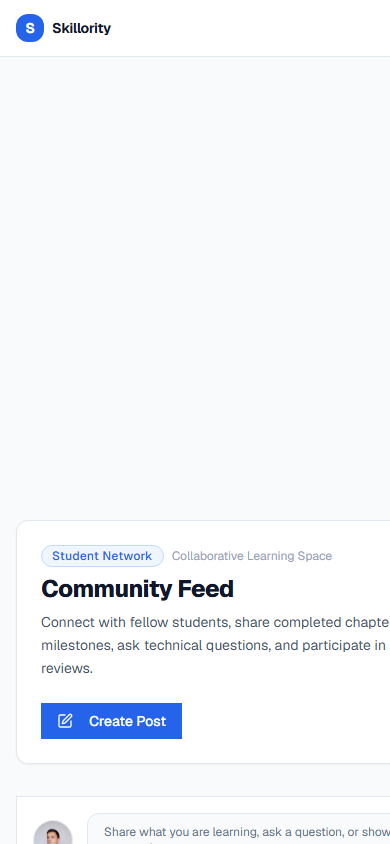 S Skillority
Student Network Collaborative Learning Space
Community Feed
Connect with fellow students, share completed chapte
milestones, ask technical questions, and participate in
reviews.
Create Post
Share what you are learning, ask a question, or show